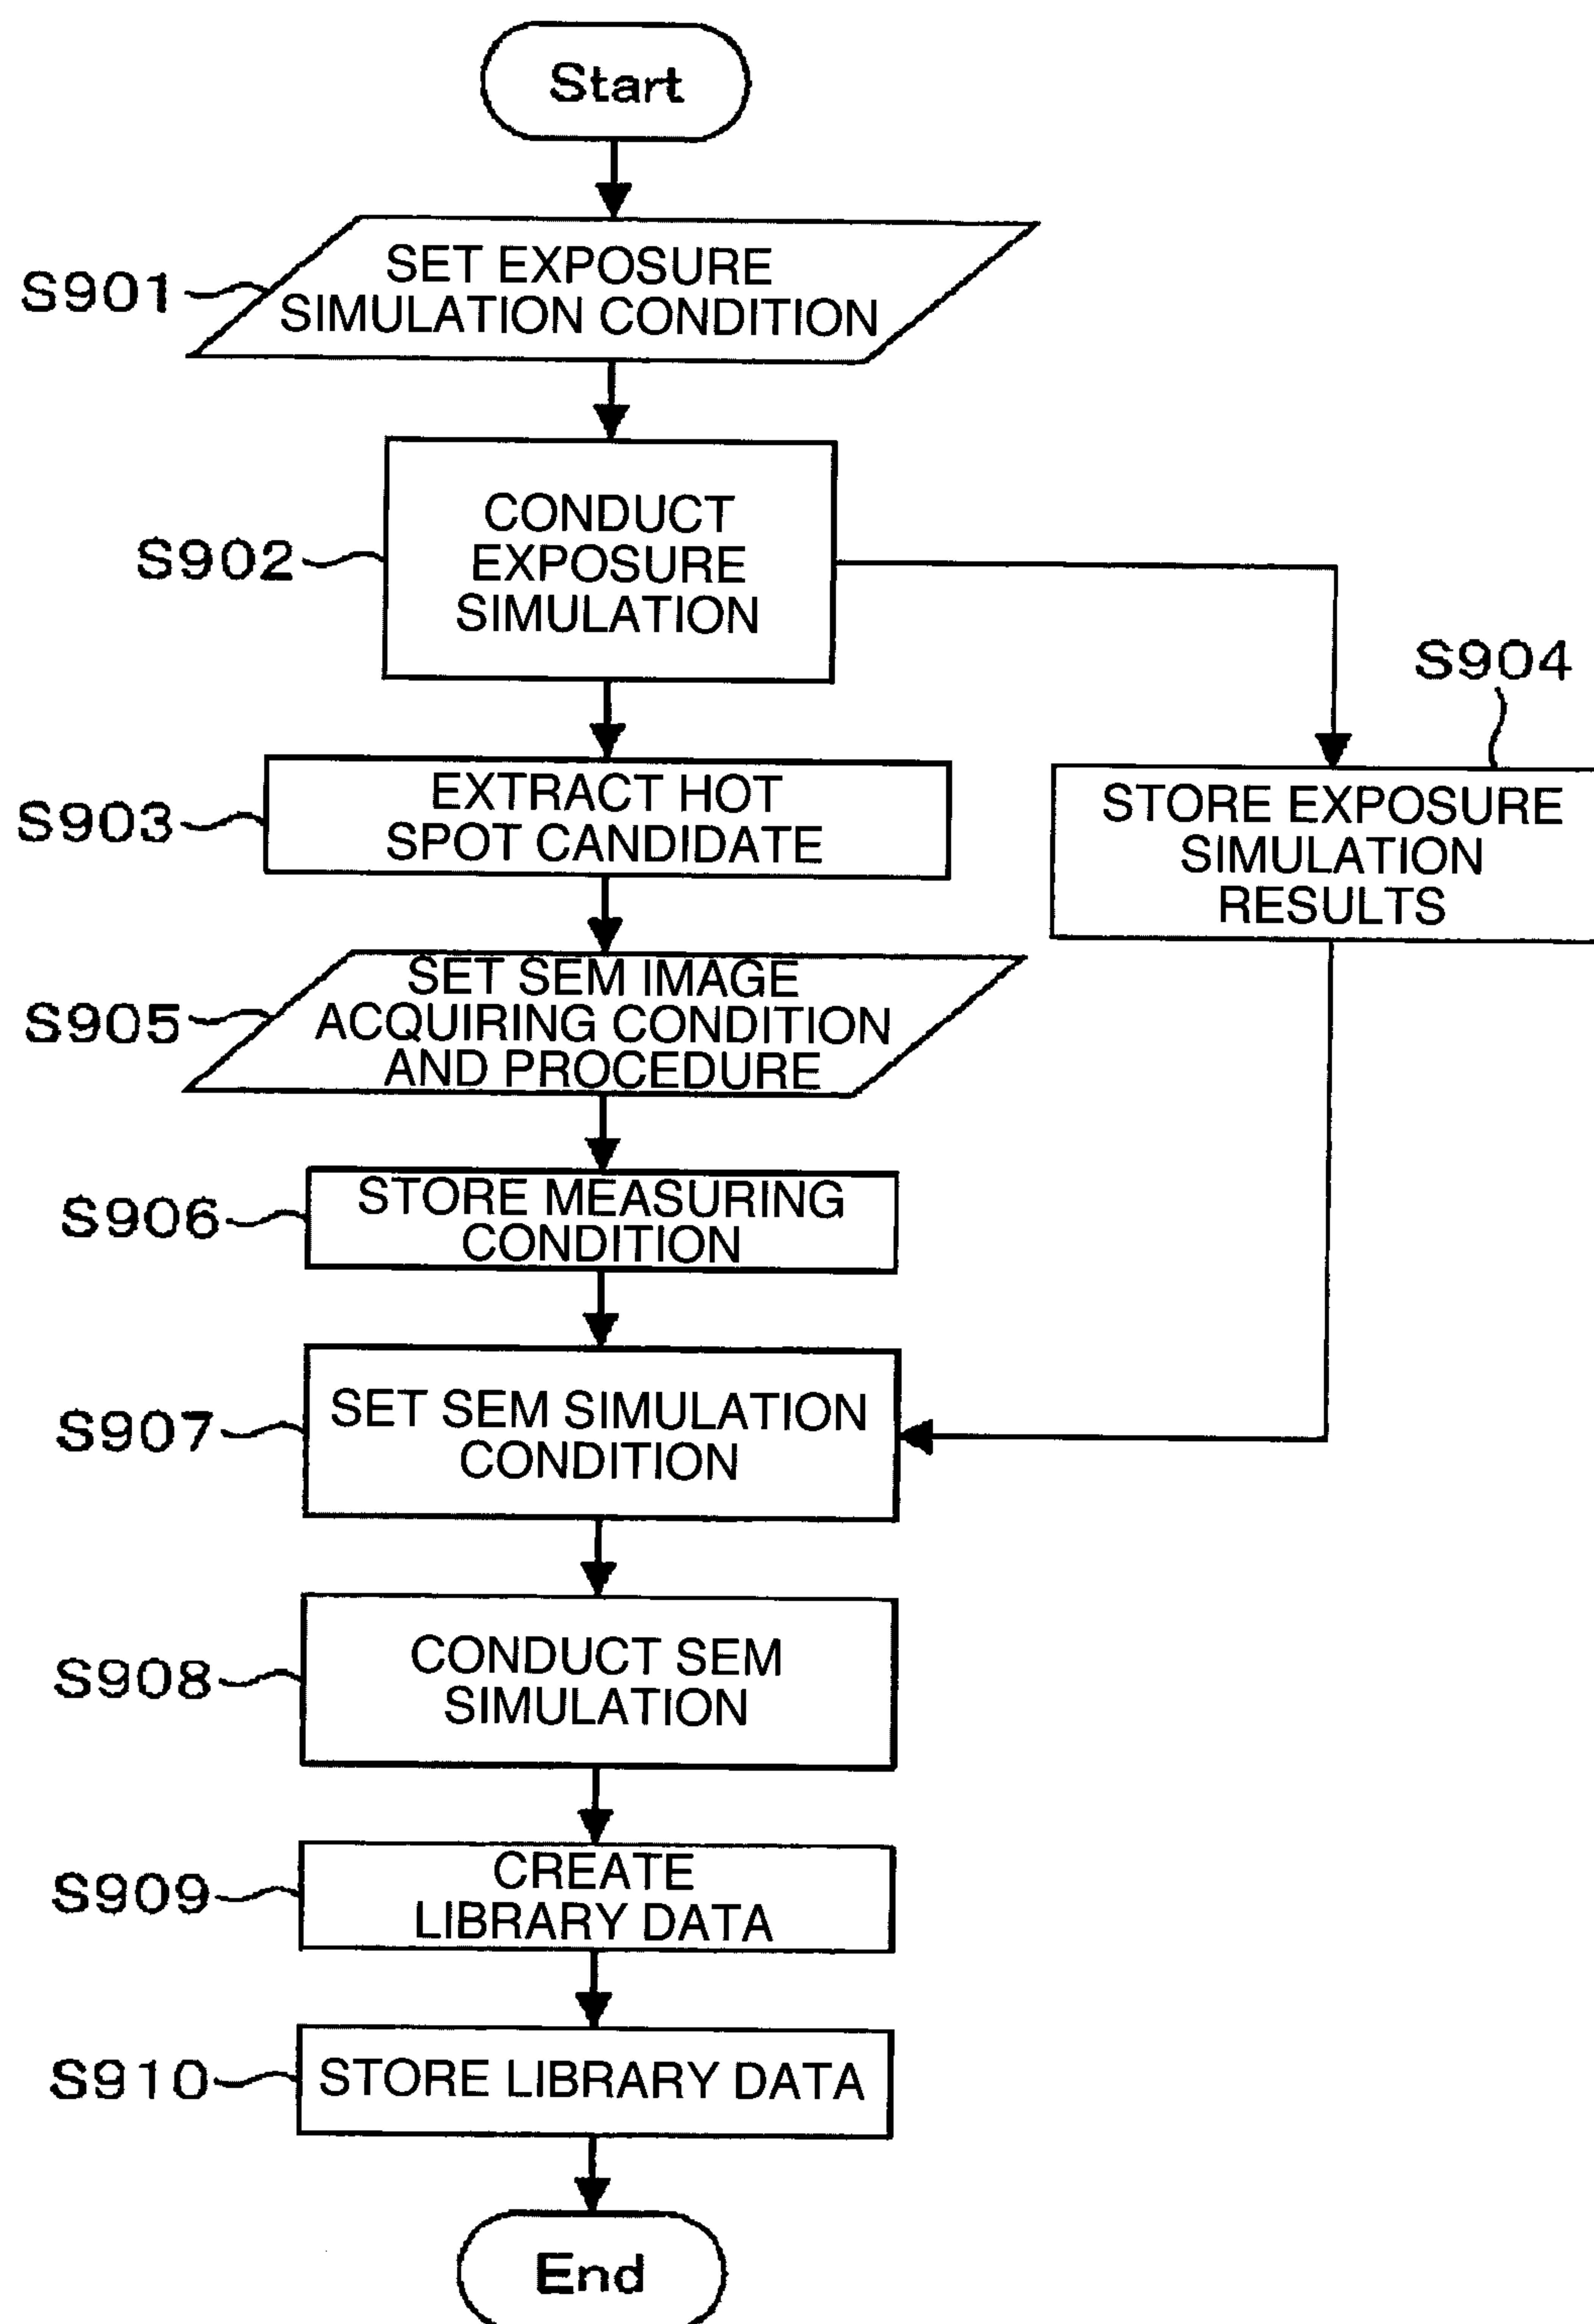 Start
S901
SET EXPOSURE
SIMULATION CONDITION
S902
CONDUCT
EXPOSURE
SIMULATION
S903
EXTRACT HOT
SPOT CANDIDATE
S904
STORE EXPOSURE
SIMULATION
RESULTS
S905
SET SEM IMAGE
ACQUIRING CONDITION
AND PROCEDURE
S906
STORE MEASURING
CONDITION
S907
SET SEM SIMULATION
CONDITION
S908
CONDUCT SEM
SIMULATION
S909
CREATE
LIBRARY DATA
S910
STORE LIBRARY DATA
End